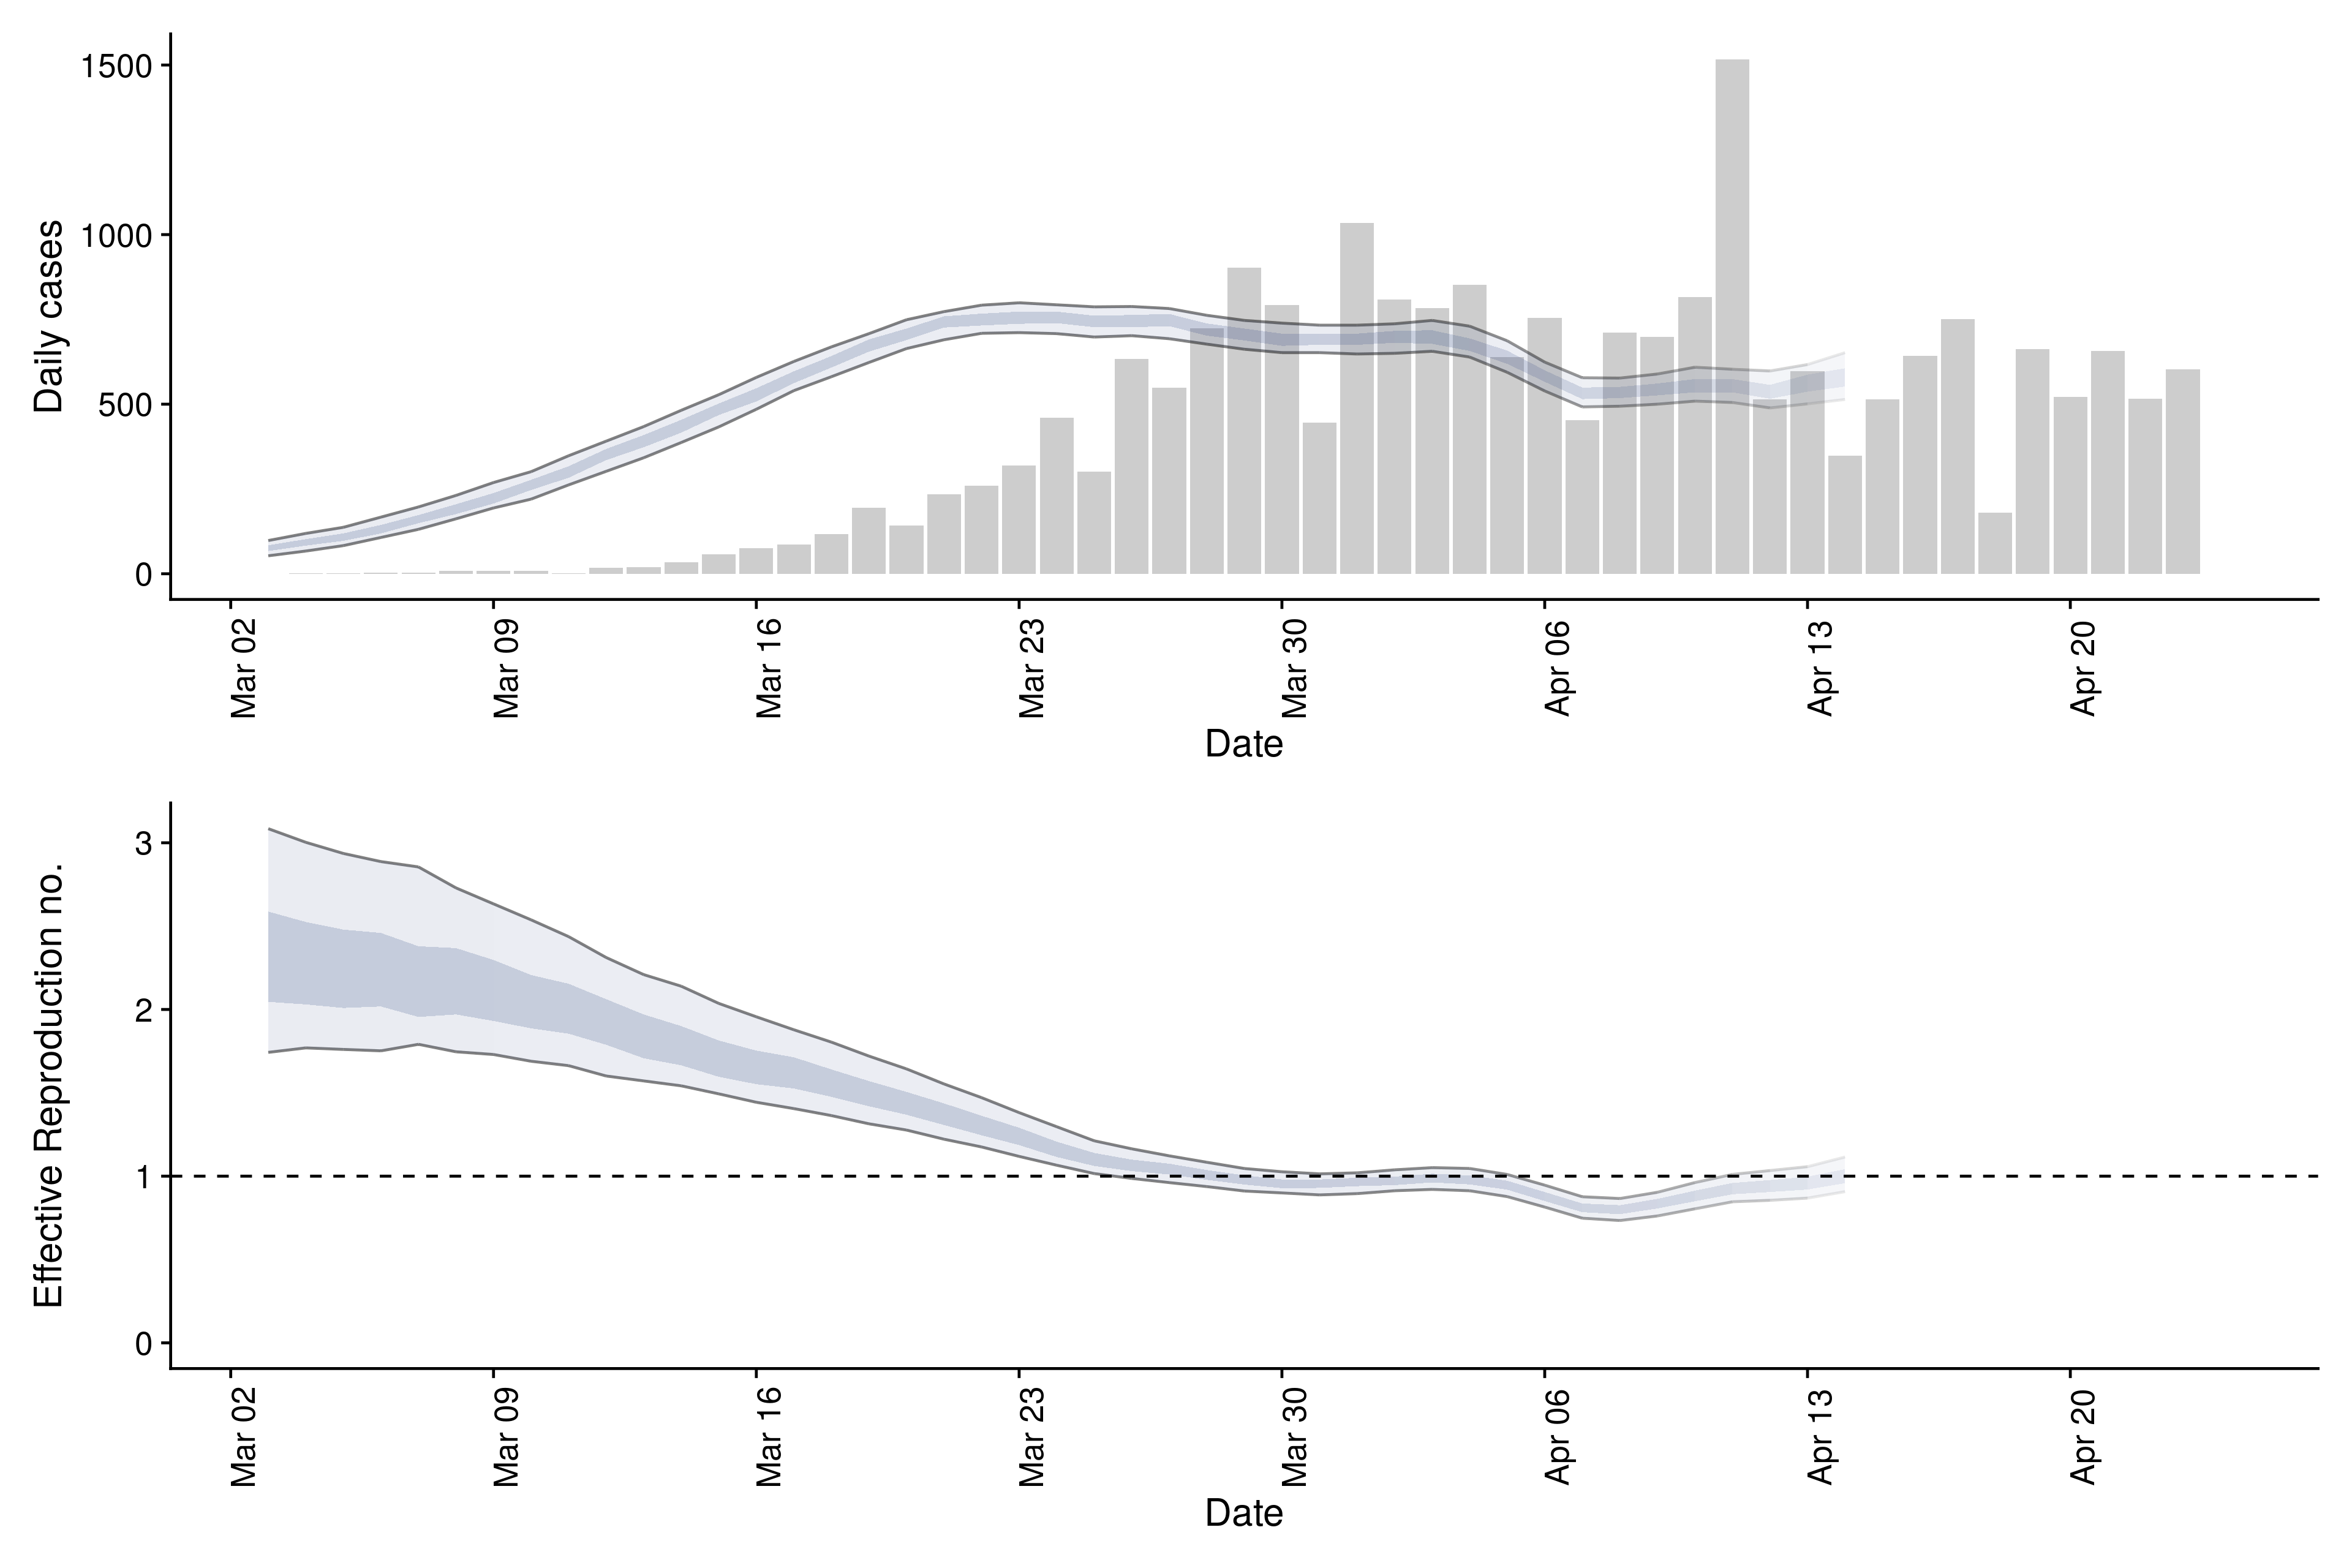 Daily cases
1500
1000
500
0
Mar 02
Mar 09
Mar 16
Mar 23
Mar 30
Apr 06
Apr 13
Apr 20
Date
Effective Reproduction no.
3
2
1
0
Mar 02
Mar 09
Mar 16
Mar 23
Mar 30
Apr 06
Apr 13
Apr 20
Date